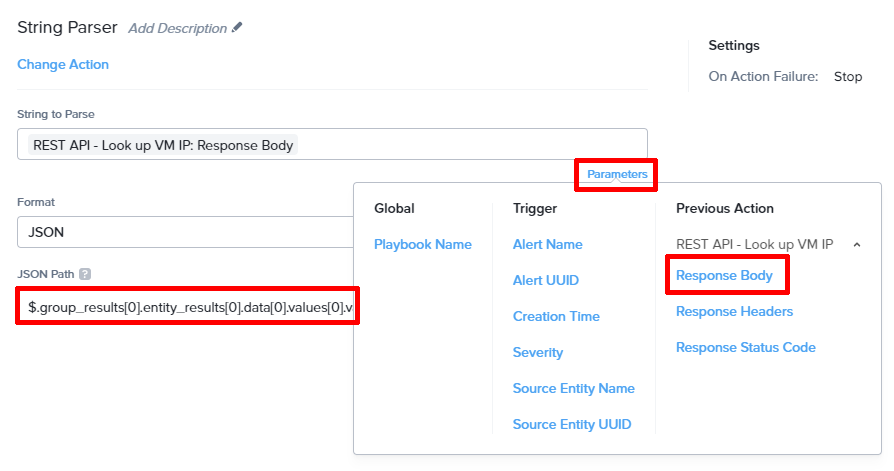 String Parser Add Description
Change Action
Settings
On Action Failure: Stop
String to Parse
REST API - Look up VM IP: Response Body
Parameters
Format
JSON
JSON Path ?
$.group_results[0].entity_results[0].data[0].values[0].v
Global
Playbook Name
Trigger
Alert Name
Alert UUID
Creation Time
Severity
Source Entity Name
Source Entity UUID
Previous Action
REST API - Look up VM IP
Response Body
Response Headers
Response Status Code